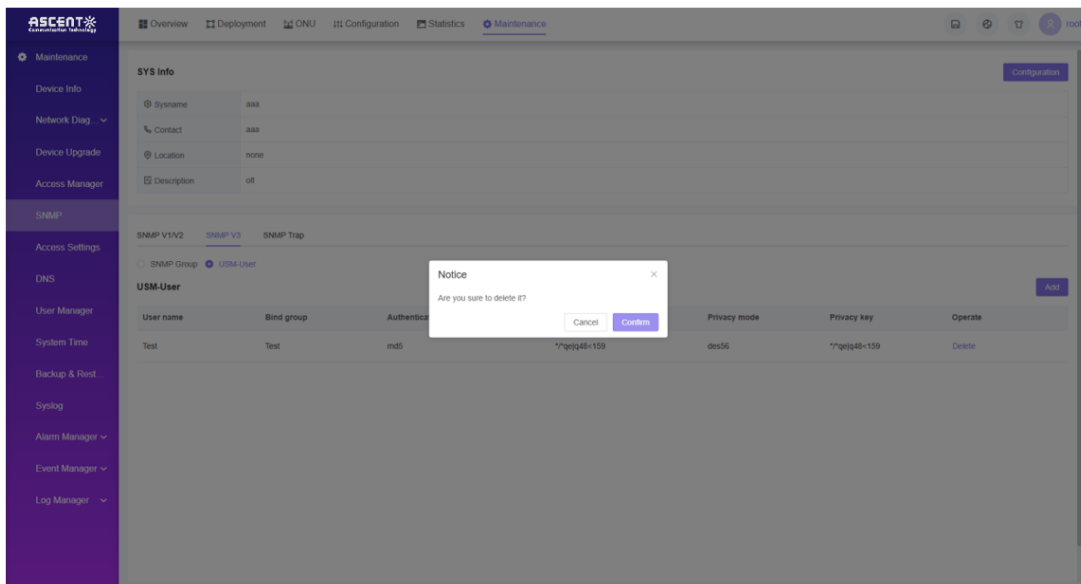 ASCENT
Communication Technology
Overview Deployment ONU Configuration Statistics Maintenance root
Maintenance
Device Info
Network Diag...
Device Upgrade
Access Manager
SNMP
Access Settings
DNS
User Manager
System Time
Backup & Rest...
Syslog
Alarm Manager
Event Manager
Log Manager
SYS Info Configuration
Sysname aaa
Contact aaa
Location none
Description olt
SNMP V1/V2 SNMP V3 SNMP Trap
SNMP Group USM-User
USM-User Add
User name Bind group Authentica Privacy mode Privacy key Operate
Test Test md5 */*qejq48<159 des56 */*qejq48<159 Delete
Notice
Are you sure to delete it?
Cancel Confirm